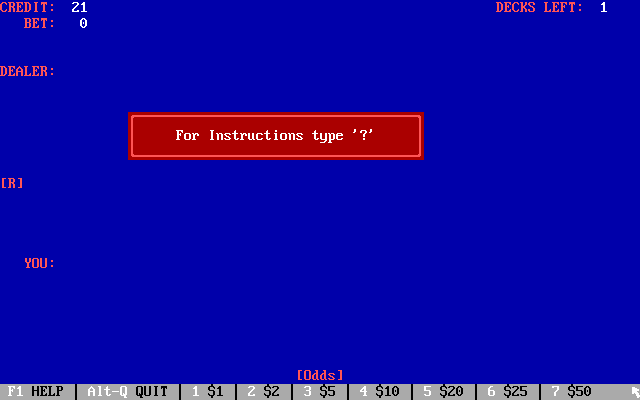 CREDIT: 21 DECKS LEFT: 1
BET: 0
DEALER:
For Instructions type '?'
[R]
YOU:
[Odds]
F1 HELP Alt-Q QUIT 1 $1 2 $2 3 $5 4 $10 5 $20 6 $25 7 $50